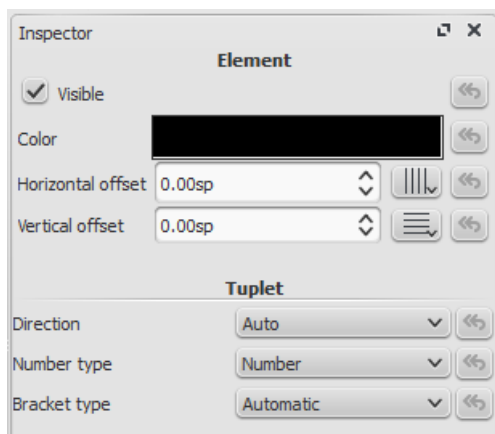 Inspector
Element
Visible
Color
Horizontal offset 0.00sp
Vertical offset 0.00sp
Tuplet
Direction Auto
Number type Number
Bracket type Automatic